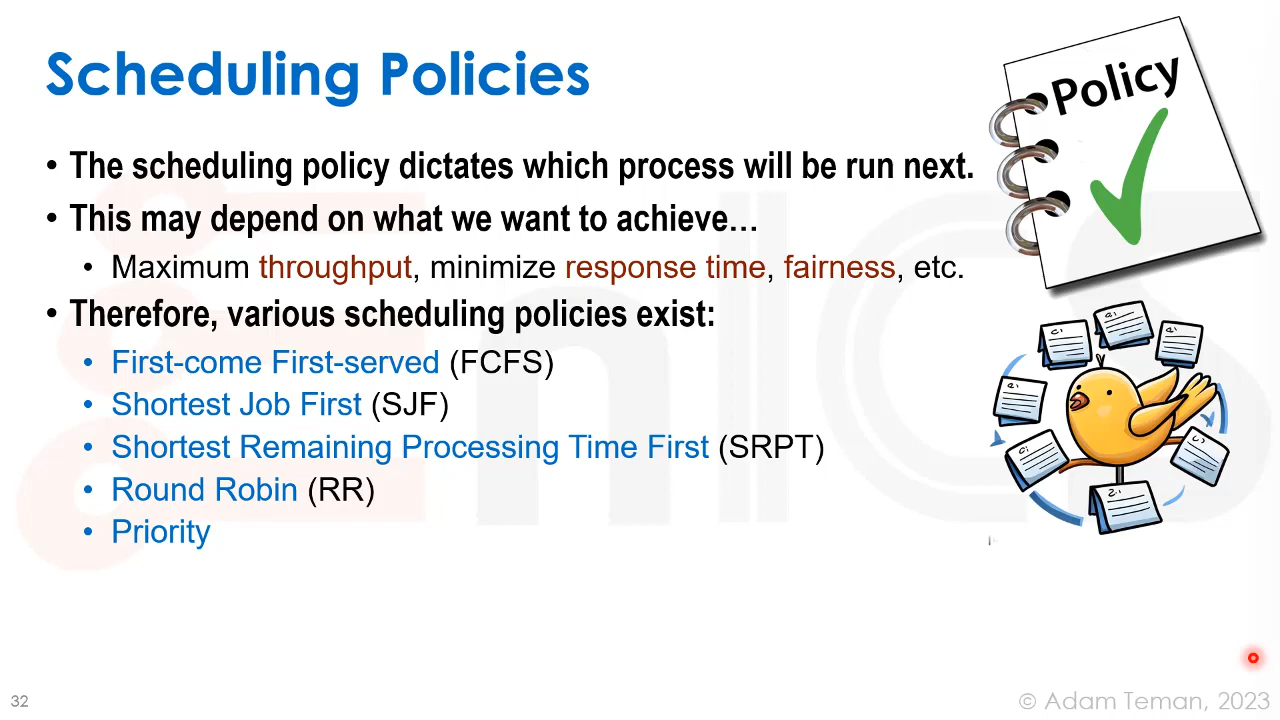 Scheduling Policies
Policy
• The scheduling policy dictates which process will be run next.
• This may depend on what we want to achieve…
• Maximum throughput, minimize response time, fairness, etc.
• Therefore, various scheduling policies exist:
• First-come First-served (FCFS)
• Shortest Job First (SJF)
• Shortest Remaining Processing Time First (SRPT)
• Round Robin (RR)
• Priority
32
© Adam Teman, 2023